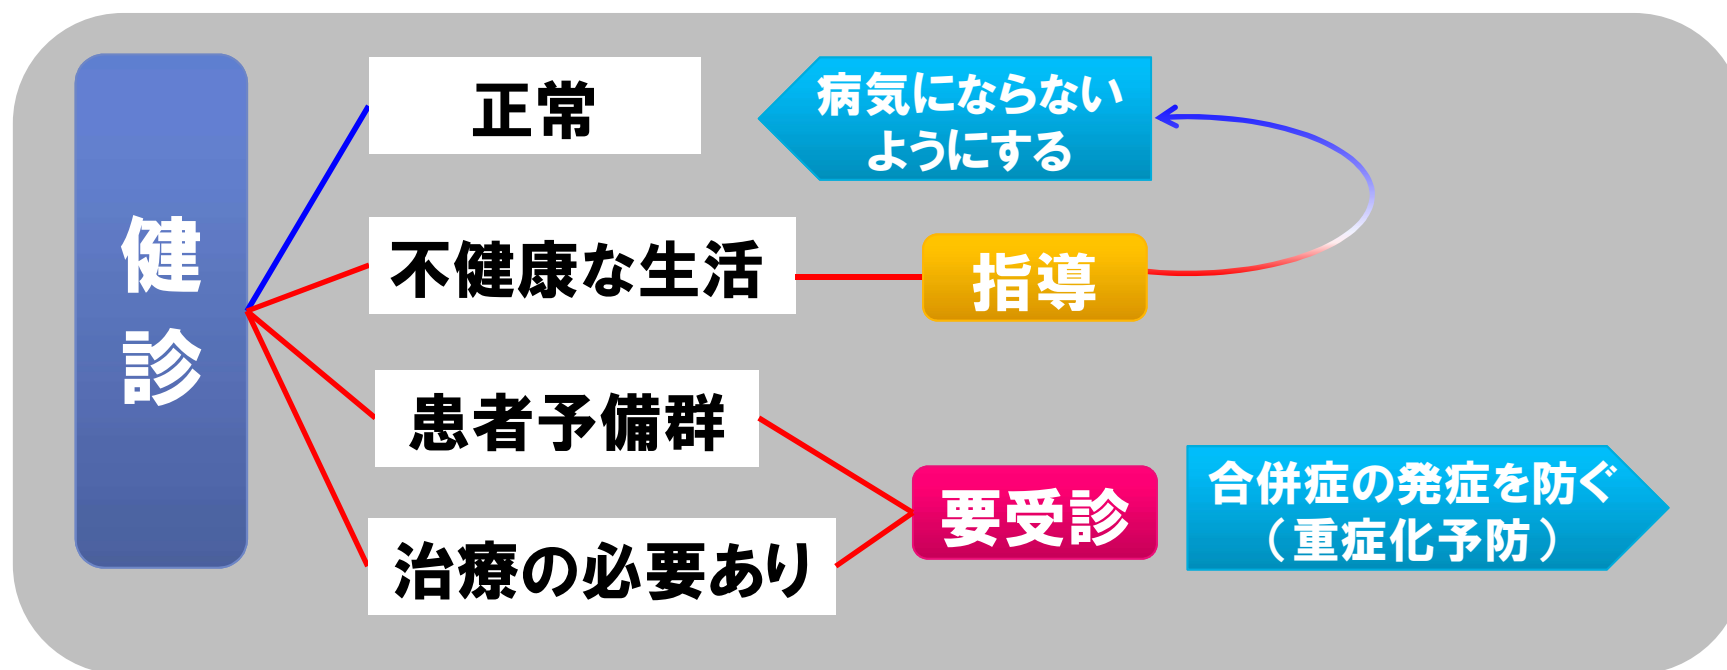 健診
正常
病気にならない
ようにする
不健康な生活
指導
患者予備群
要受診
合併症の発症を防ぐ
（重症化予防）
治療の必要あり